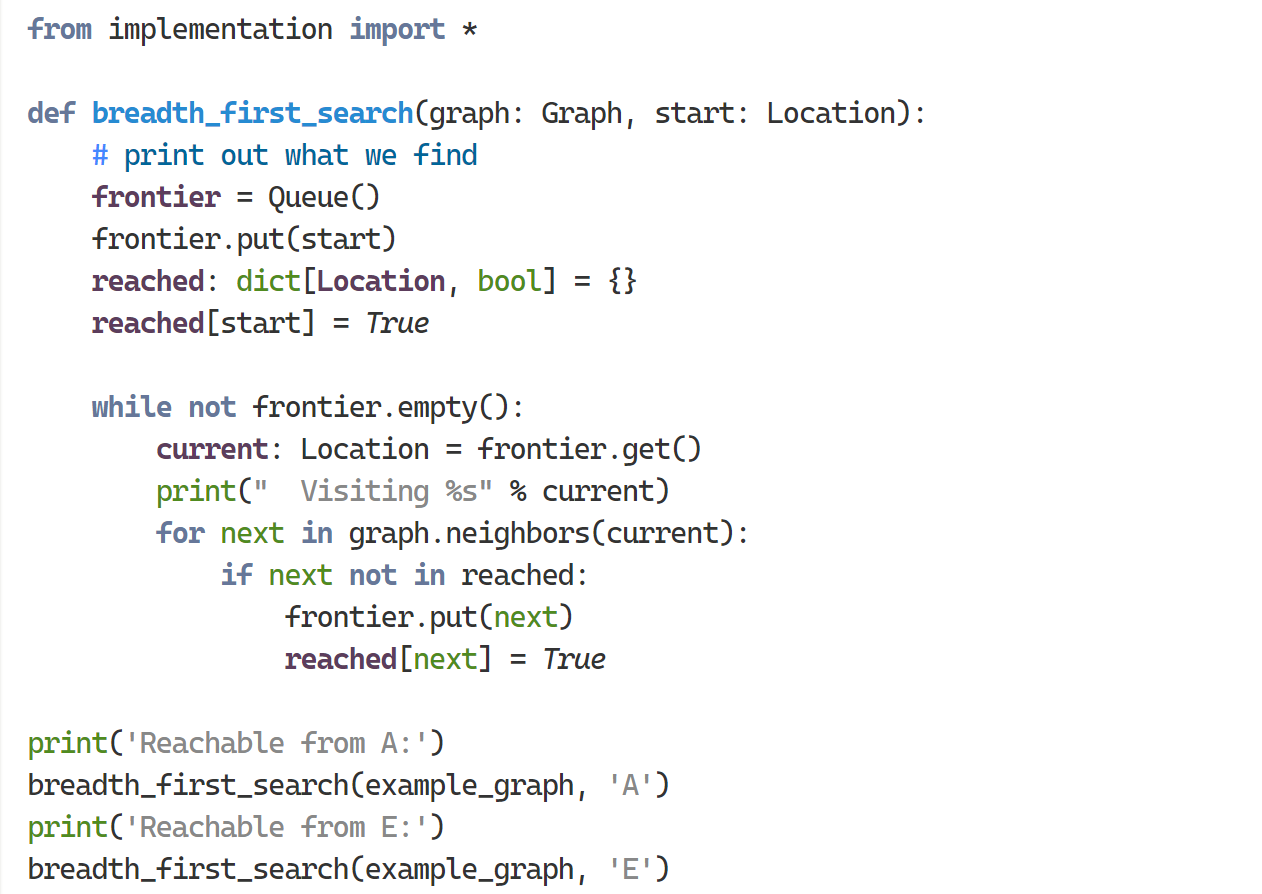 from implementation import *

def breadth_first_search(graph: Graph, start: Location):
    # print out what we find
    frontier = Queue()
    frontier.put(start)
    reached: dict[Location, bool] = {}
    reached[start] = True

    while not frontier.empty():
        current: Location = frontier.get()
        print("  Visiting %s" % current)
        for next in graph.neighbors(current):
            if next not in reached:
                frontier.put(next)
                reached[next] = True

print('Reachable from A:')
breadth_first_search(example_graph, 'A')
print('Reachable from E:')
breadth_first_search(example_graph, 'E')